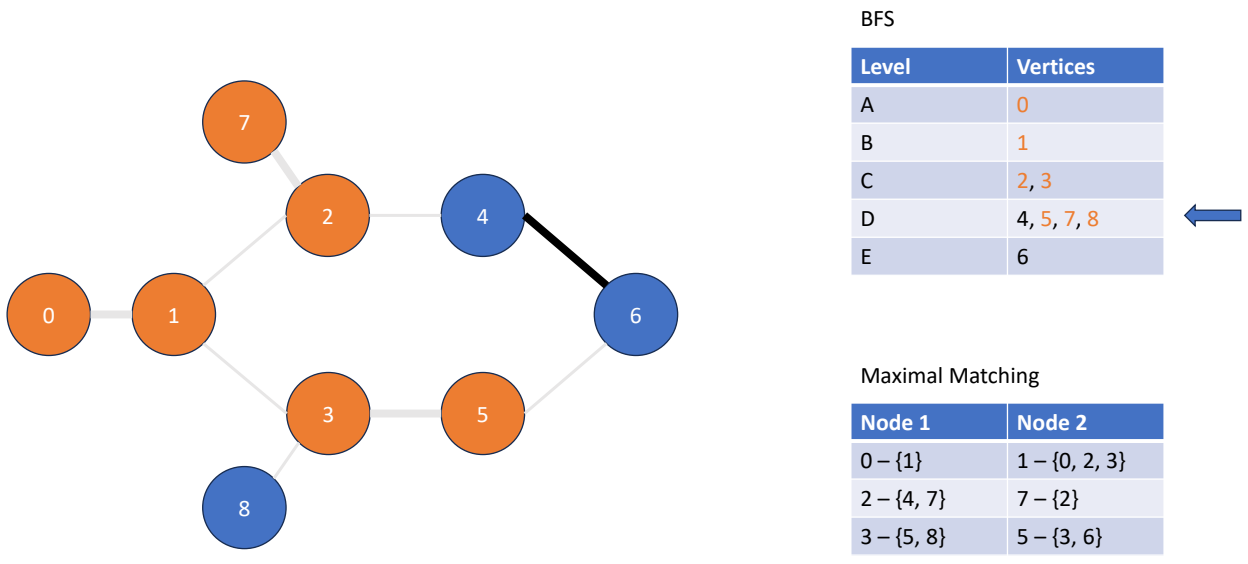 BFS
Level Vertices
A 0
B 1
C 2, 3
D 4, 5, 7, 8
E 6
7
2
4
0
1
6
3
5
8
Maximal Matching
Node 1 Node 2
0 – {1} 1 – {0, 2, 3}
2 – {4, 7} 7 – {2}
3 – {5, 8} 5 – {3, 6}